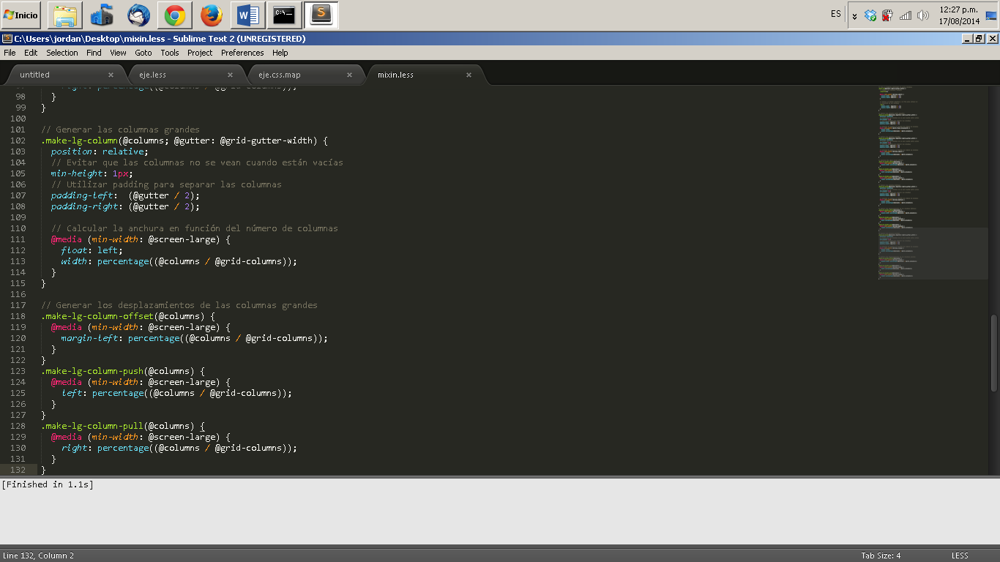 Inicio
ES
12:27 p.m.
17/08/2014
C:\Users\jordan\Desktop\mixin.less - Sublime Text 2 (UNREGISTERED)
File Edit Selection Find View Goto Tools Project Preferences Help
untitled
eje.less
eje.css.map
mixin.less
98 }
99 }
100
101 // Generar las columnas grandes
102 .make-lg-column(@columns; @gutter: @grid-gutter-width) {
103 position: relative;
104 // Evitar que las columnas no se vean cuando están vacías
105 min-height: 1px;
106 // Utilizar padding para separar las columnas
107 padding-left:  (@gutter / 2);
108 padding-right: (@gutter / 2);
109
110 // Calcular la anchura en función del número de columnas
111 @media (min-width: @screen-large) {
112 float: left;
113 width: percentage((@columns / @grid-columns));
114 }
115 }
116
117 // Generar los desplazamientos de las columnas grandes
118 .make-lg-column-offset(@columns) {
119 @media (min-width: @screen-large) {
120 margin-left: percentage((@columns / @grid-columns));
121 }
122 }
123 .make-lg-column-push(@columns) {
124 @media (min-width: @screen-large) {
125 left: percentage((@columns / @grid-columns));
126 }
127 }
128 .make-lg-column-pull(@columns) {
129 @media (min-width: @screen-large) {
130 right: percentage((@columns / @grid-columns));
131 }
132 }
[Finished in 1.1s]
Line 132, Column 2
Tab Size: 4
LESS